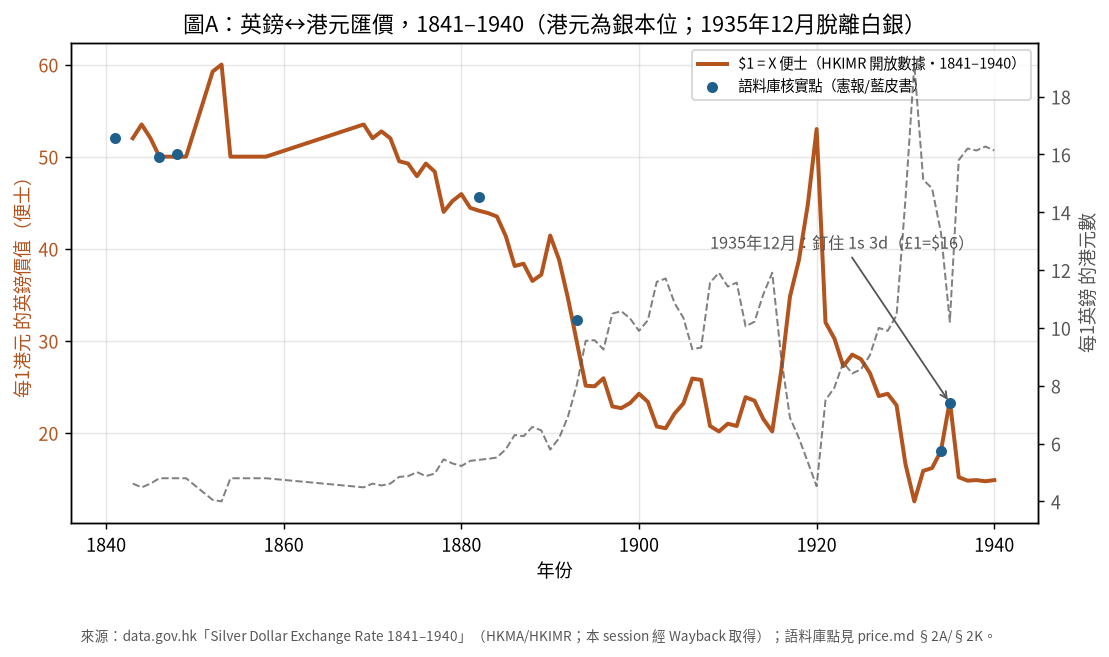 圖A：英鎊↔港元匯價，1841–1940（港元為銀本位；1935年12月脫離白銀）
$1 = X 便士（HKIMR 開放數據・1841–1940）
語料庫核實點（憲報/藍皮書）
60
50
40
30
20
每1港元 的英鎊價值（便士）
18
16
14
12
10
8
6
4
每1英鎊 的港元數
1935年12月：釘住 1s 3d（£1=$16）
1840
1860
1880
1900
1920
1940
年份
來源：data.gov.hk「Silver Dollar Exchange Rate 1841–1940」（HKMA/HKIMR；本 session 經 Wayback 取得）；語料庫點見 price.md §2A/§2K。